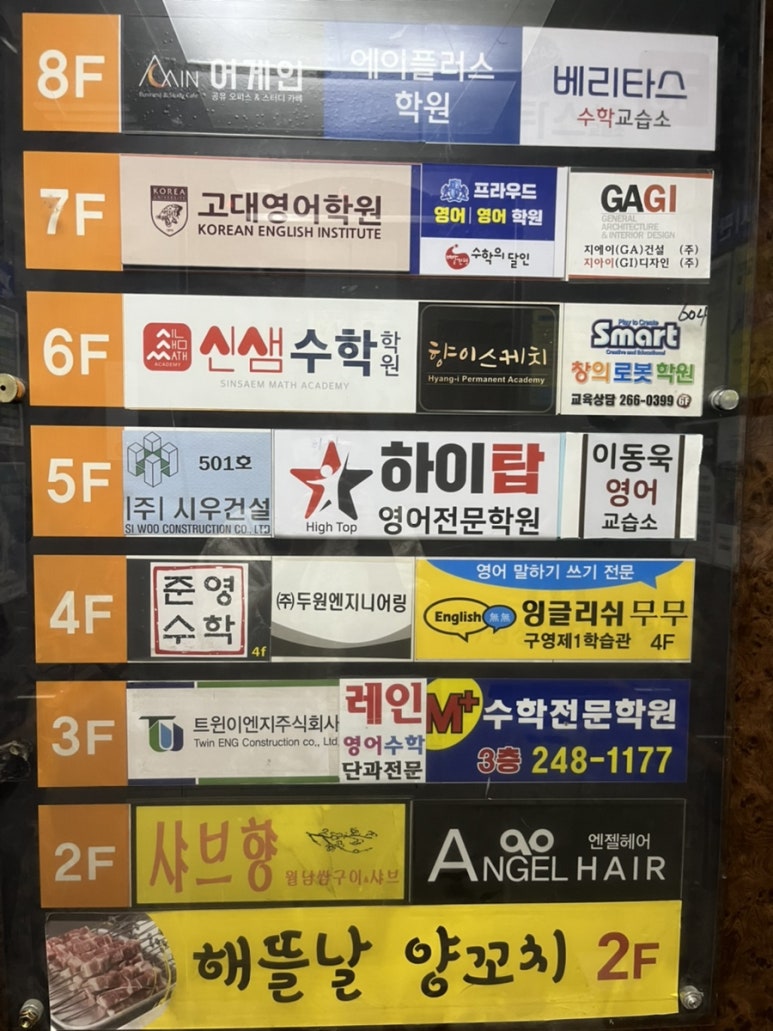 8F
AGAIN 어게인
Business & Study Cafe
공유 오피스 & 스터디 카페
에이플러스
학원
베리타스
수학교습소
7F
KOREA
고대영어학원
KOREAN ENGLISH INSTITUTE
프라우드
영어 영어 학원
수학의 달인
GAGI
GENERAL
ARCHITECTURE
& INTERIOR DESIGN
지에이(GA)건설 (주)
지아이(GI)디자인 (주)
6F
MATH
ACADEMY
신샘수학학원
SINSAEM MATH ACADEMY
향이스케치
Hyang-i Permanent Academy
604
Play to Create
Smart
Creative and Educational
창의로봇학원
교육상담 266-0399 6F
5F
501호
(주) 시우건설
SI WOO CONSTRUCTION CO., LTD
High Top
하이탑
영어전문학원
이동욱
영어
교습소
4F
준영
수학
4f
㈜두원엔지니어링
영어 말하기 쓰기 전문
English 無無 잉글리쉬무무
구영제1학습관 4F
3F
트윈이엔지주식회사
Twin ENG Construction co., Ltd
레인
영어수학
단과전문
M+ 수학전문학원
3층 248-1177
2F
샤브향
월남쌈구이&샤브
엔젤헤어
ANGEL HAIR
해뜰날 양꼬치 2F